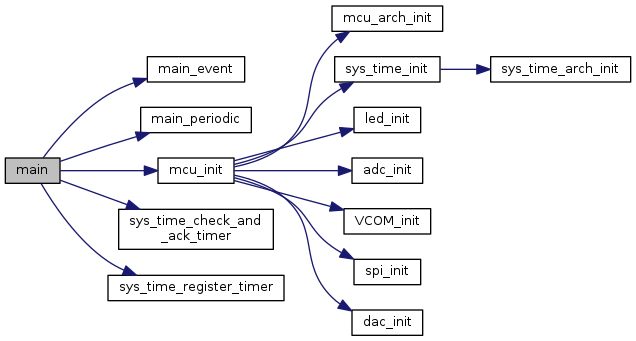 main
main_event
main_periodic
mcu_init
sys_time_check_and
_ack_timer
sys_time_register_timer
mcu_arch_init
sys_time_init
sys_time_arch_init
led_init
adc_init
VCOM_init
spi_init
dac_init